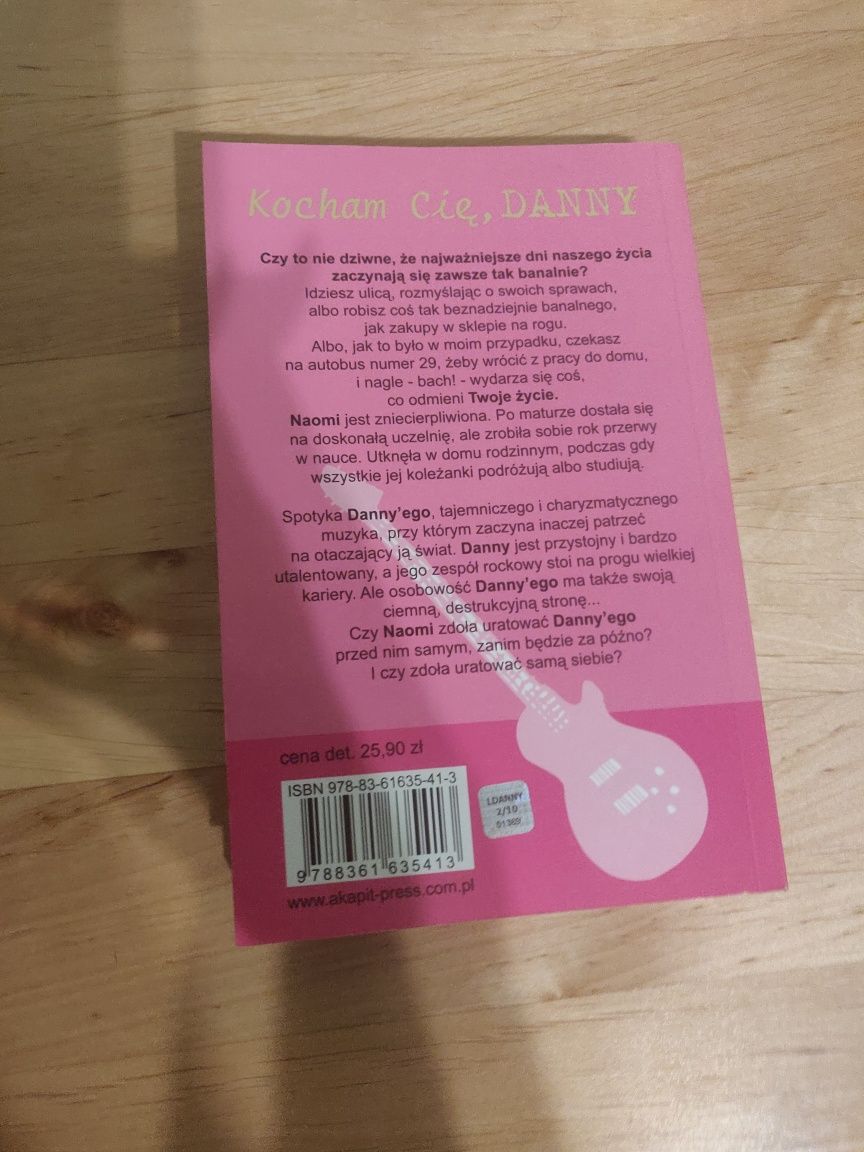 Kocham Cię, DANNY
Czy to nie dziwne, że najważniejsze dni naszego życia
zaczynają się zawsze tak banalnie?
Idziesz ulicą, rozmyślając o swoich sprawach,
albo robisz coś tak beznadziejnie banalnego,
jak zakupy w sklepie na rogu.
Albo, jak to było w moim przypadku, czekasz
na autobus numer 29, żeby wrócić z pracy do domu,
i nagle - bach! - wydarza się coś,
co odmieni Twoje życie.
Naomi jest zniecierpliwiona. Po maturze dostała się
na doskonałą uczelnię, ale zrobiła sobie rok przerwy
w nauce. Utknęła w domu rodzinnym, podczas gdy
wszystkie jej koleżanki podróżują albo studiują.
Spotyka Danny'ego, tajemniczego i charyzmatycznego
muzyka, przy którym zaczyna inaczej patrzeć
na otaczający ją świat. Danny jest przystojny i bardzo
utalentowany, a jego zespół rockowy stoi na progu wielkiej
kariery. Ale osobowość Danny'ego ma także swoją
ciemną, destrukcyjną stronę...
Czy Naomi zdoła uratować Danny'ego
przed nim samym, zanim będzie za późno?
I czy zdoła uratować samą siebie?
cena det. 25,90 zł
ISBN 978-83-61635-41-3
9 788361 635413
www.akapit-press.com.pl
LDANNY
2/10